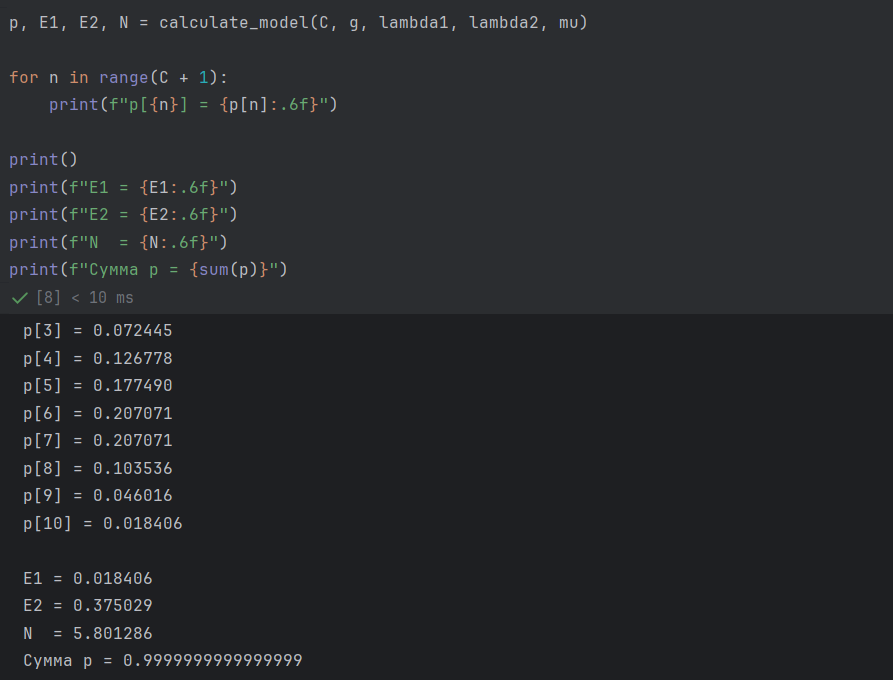 p, E1, E2, N = calculate_model(C, g, lambda1, lambda2, mu)
for n in range(C + 1):
    print(f"p[{n}] = {p[n]:.6f}")
print()
print(f"E1 = {E1:.6f}")
print(f"E2 = {E2:.6f}")
print(f"N  = {N:.6f}")
print(f"Сумма p = {sum(p)}")
[8] < 10 ms
p[3] = 0.072445
p[4] = 0.126778
p[5] = 0.177490
p[6] = 0.207071
p[7] = 0.207071
p[8] = 0.103536
p[9] = 0.046016
p[10] = 0.018406
E1 = 0.018406
E2 = 0.375029
N  = 5.801286
Сумма p = 0.9999999999999999